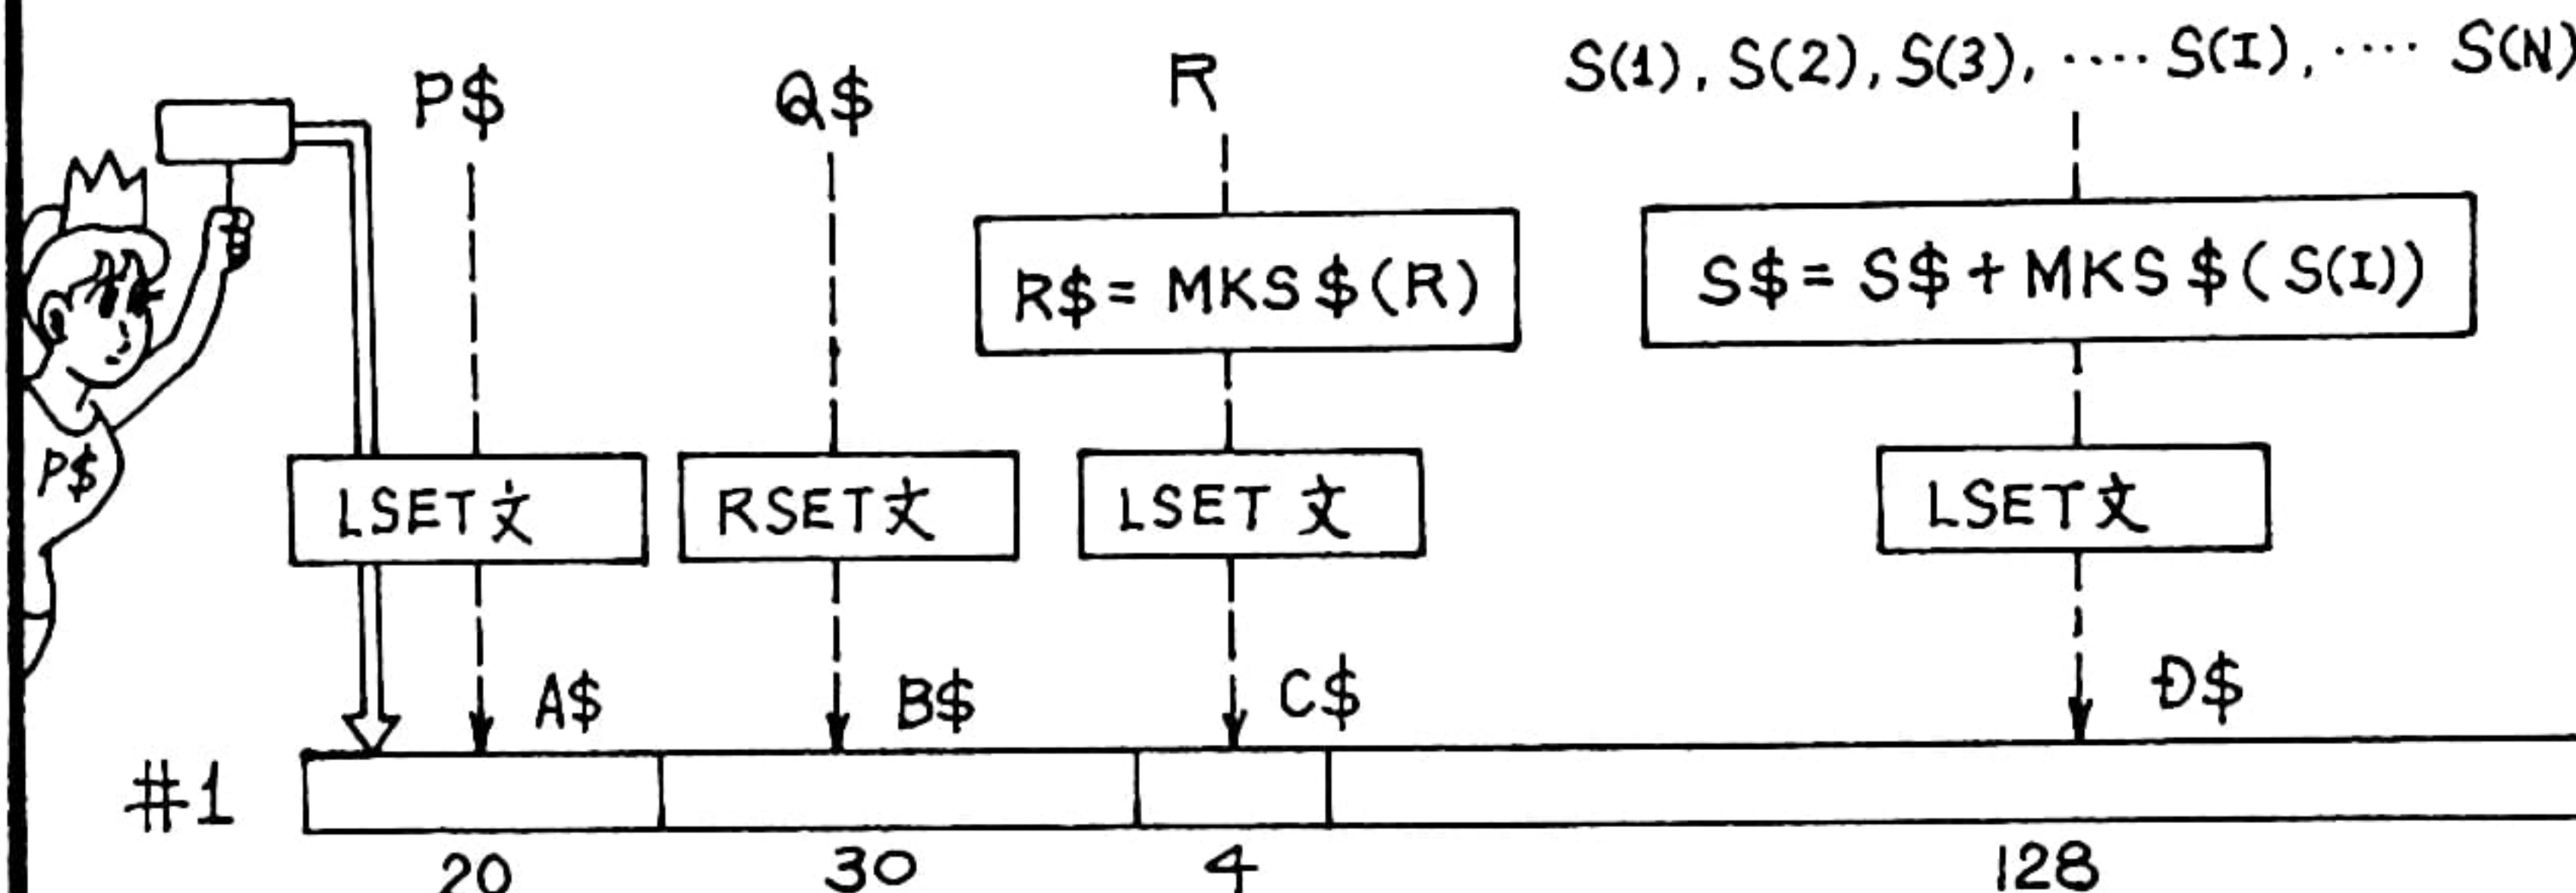 P$ Q$ R S(1), S(2), S(3), ‥‥ S(I), ‥‥ S(N)
R$= MKS$(R) S$= S$+MKS$(S(I))
P$ LSET文 RSET文 LSET文 LSET文
A$ B$ C$ D$
#1
20 30 4 128